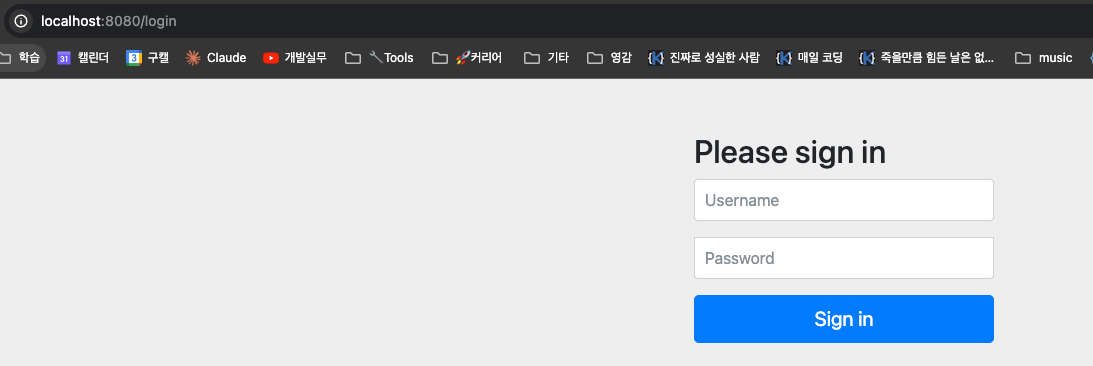 localhost:8080/login
학습 31 캘린더 3 구캘 Claude 개발실무 🔧Tools 🚀커리어 기타 영감 {K} 진짜로 성실한 사람 {K} 매일 코딩 {K} 죽을만큼 힘든 날은 없... music
Please sign in
Username
Password
Sign in